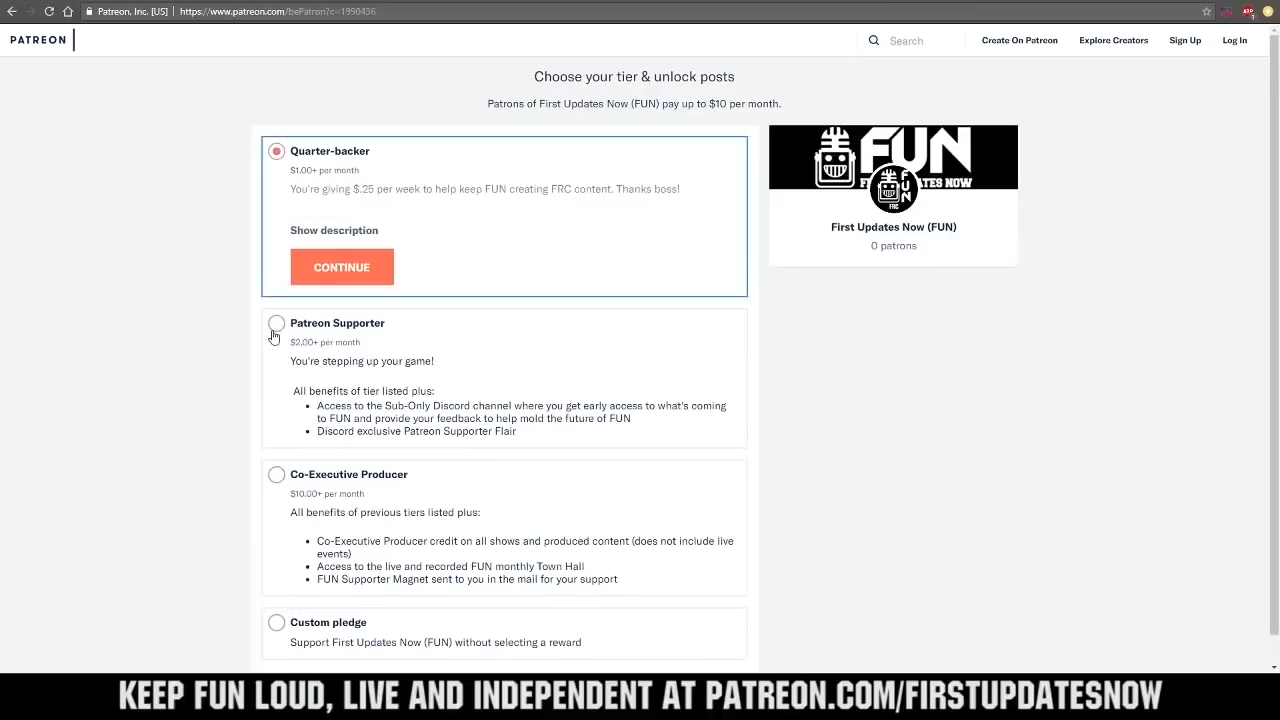 Patreon, Inc. [US] | https://www.patreon.com/bePatron?c=1990436
PATREON
Search
Create On Patreon
Explore Creators
Sign Up
Log In
Choose your tier & unlock posts
Patrons of First Updates Now (FUN) pay up to $10 per month.
Quarter-backer
$1.00+ per month
You're giving $.25 per week to help keep FUN creating FRC content. Thanks boss!
Show description
CONTINUE
Patreon Supporter
$2.00+ per month
You're stepping up your game!
All benefits of tier listed plus:
• Access to the Sub-Only Discord channel where you get early access to what's coming
to FUN and provide your feedback to help mold the future of FUN
• Discord exclusive Patreon Supporter Flair
Co-Executive Producer
$10.00+ per month
All benefits of previous tiers listed plus:
• Co-Executive Producer credit on all shows and produced content (does not include live
events)
• Access to the live and recorded FUN monthly Town Hall
• FUN Supporter Magnet sent to you in the mail for your support
Custom pledge
Support First Updates Now (FUN) without selecting a reward
FUN
FUN
FRC
First Updates Now (FUN)
0 patrons
KEEP FUN LOUD, LIVE AND INDEPENDENT AT PATREON.COM/FIRSTUPDATESNOW